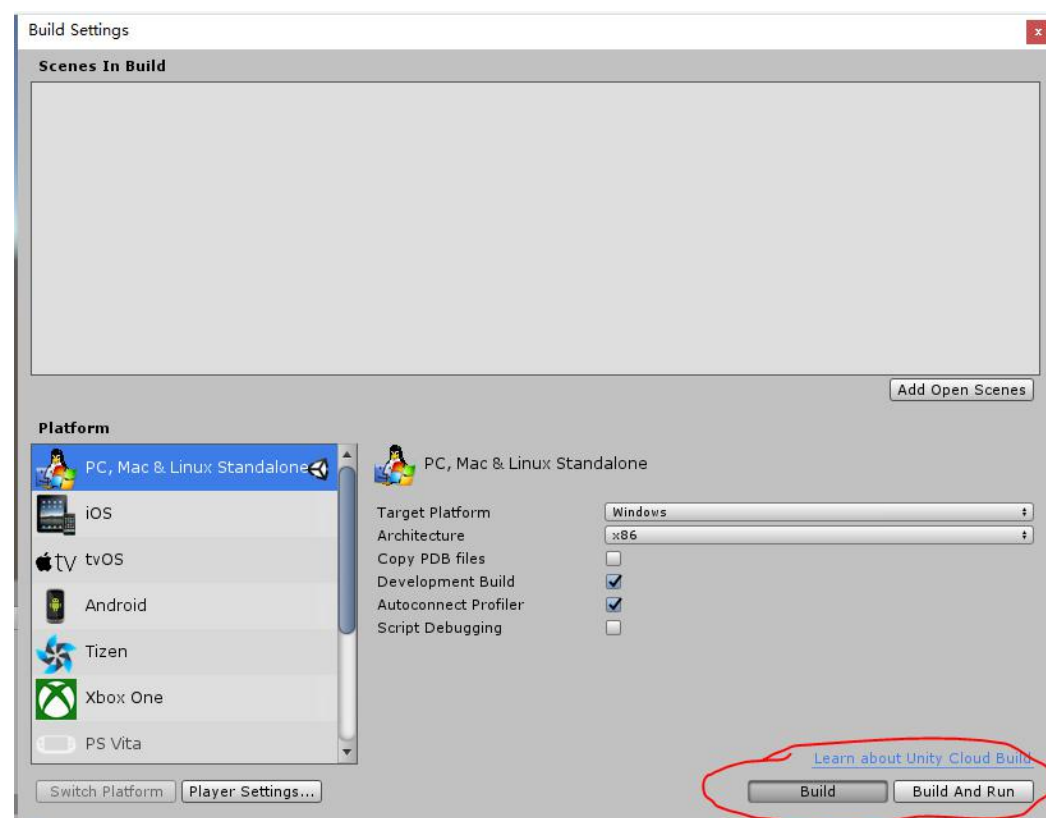 Build Settings
x
Scenes In Build
Add Open Scenes
Platform
PC, Mac & Linux Standalone
iOS
tv tvOS
Android
Tizen
Xbox One
PS Vita
PC, Mac & Linux Standalone
Target Platform Windows
Architecture x86
Copy PDB files
Development Build
Autoconnect Profiler
Script Debugging
Learn about Unity Cloud Build
Switch Platform Player Settings... Build Build And Run